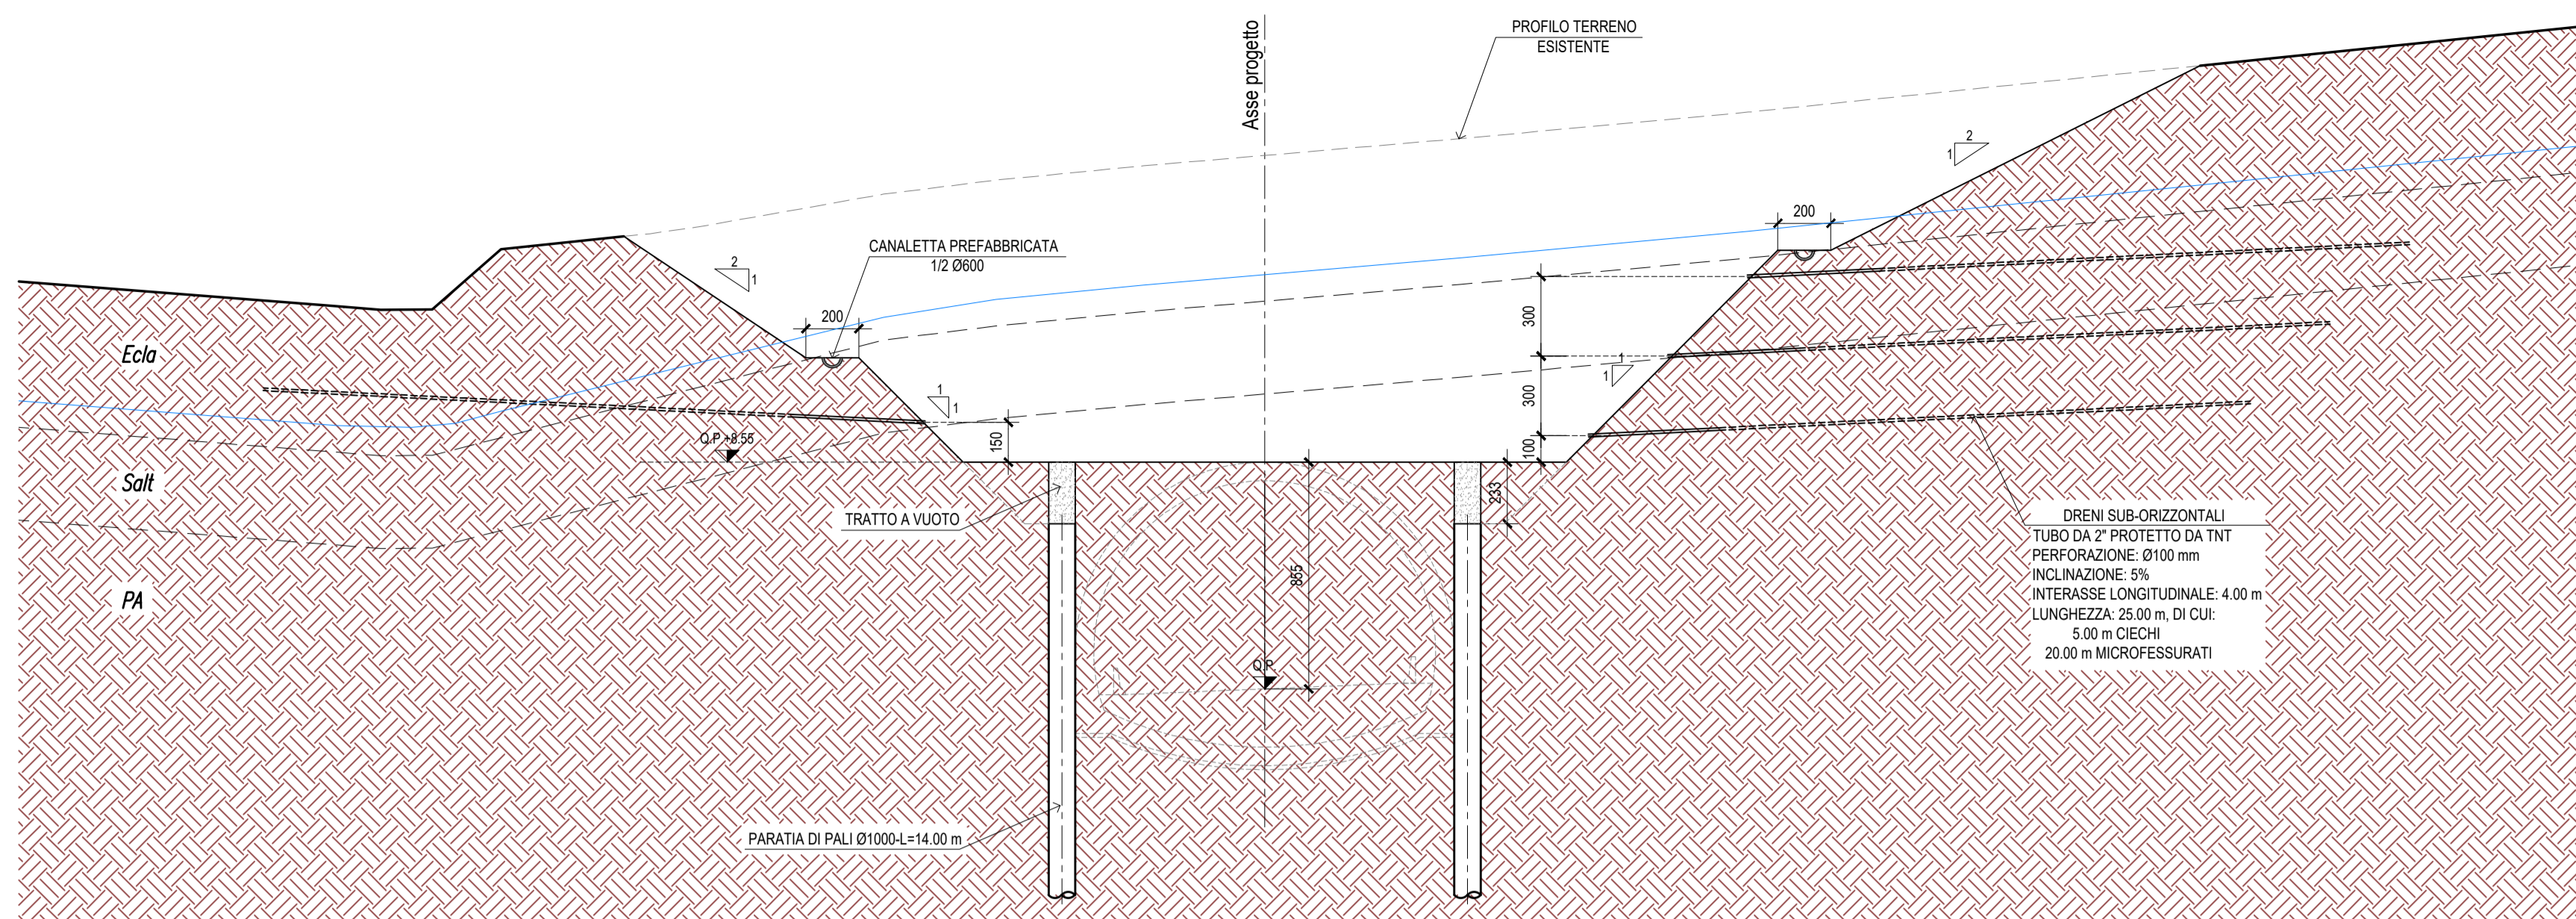 PROFILO TERRENO
ESISTENTE
Asse progetto
2
1
200
CANALETTA PREFABBRICATA
1/2 Ø600
2
1
200
300
Ecla
1
1
1
1
300
150
Q.P.+8.55
100
Salt
233
TRATTO A VUOTO
DRENI SUB-ORIZZONTALI
TUBO DA 2" PROTETTO DA TNT
PERFORAZIONE: Ø100 mm
INCLINAZIONE: 5%
INTERASSE LONGITUDINALE: 4.00 m
LUNGHEZZA: 25.00 m, DI CUI:
5.00 m CIECHI
20.00 m MICROFESSURATI
855
PA
Q.P.
PARATIA DI PALI Ø1000-L=14.00 m